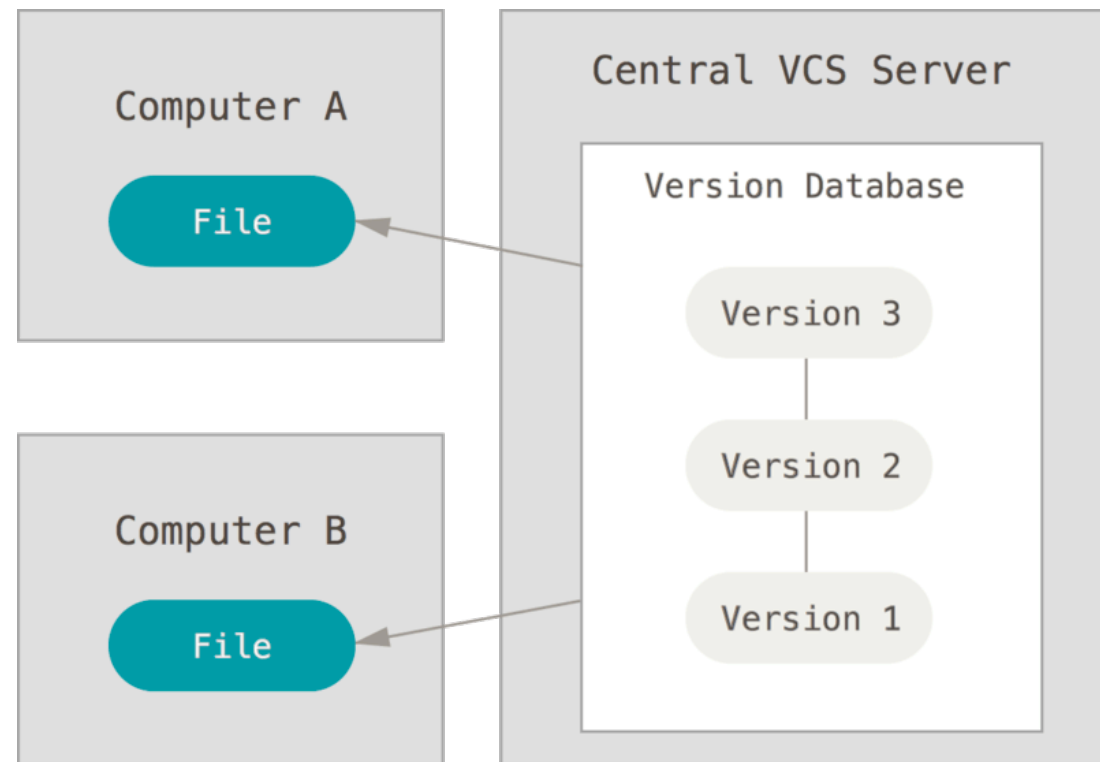 Computer A
File
Computer B
File
Central VCS Server
Version Database
Version 3
Version 2
Version 1